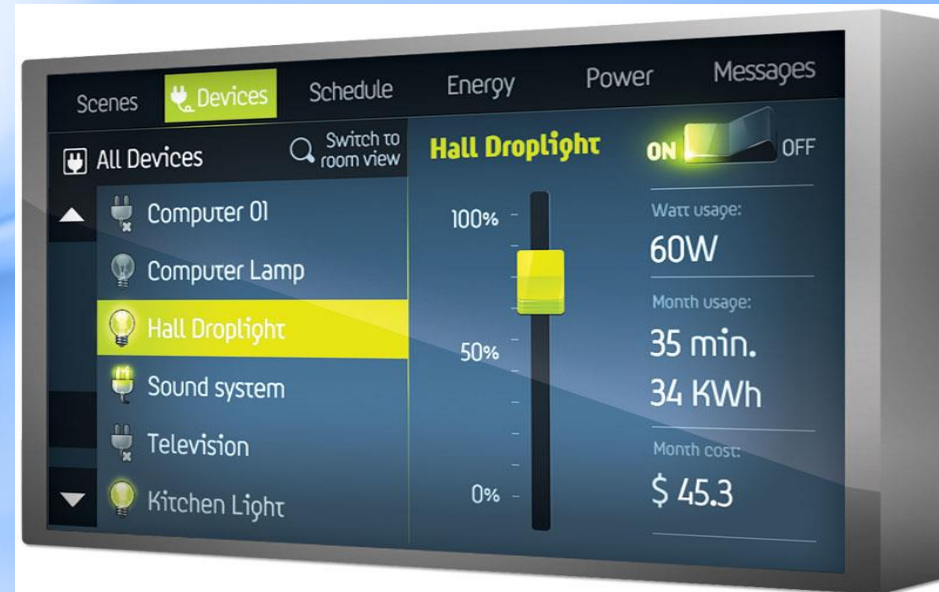 Scenes Devices Schedule Energy Power Messages
All Devices
Switch to
room view
Computer 01
Computer Lamp
Hall Droplight
Sound system
Television
Kitchen Light
Hall Droplight
ON OFF
100%
50%
0%
Watt usage:
60W
Month usage:
35 min.
34 KWh
Month cost:
$ 45.3